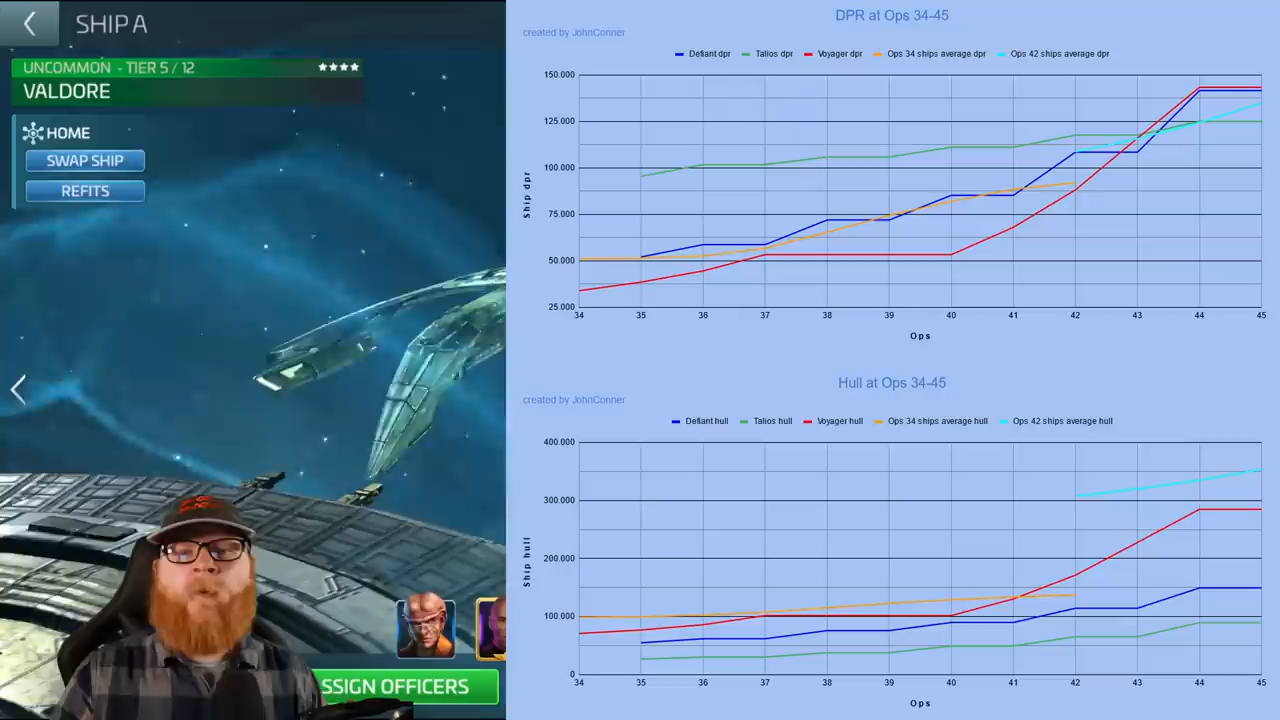 SHIP A
UNCOMMON - TIER 5 / 12
VALDORE
HOME
SWAP SHIP
REFITS
SSIGN OFFICERS
DPR at Ops 34-45
created by JohnConner
Defiant dpr Talios dpr Voyager dpr Ops 34 ships average dpr Ops 42 ships average dpr
150.000
125.000
100.000
75.000
50.000
25.000
Ship dpr
34 35 36 37 38 39 40 41 42 43 44 45
Ops
Hull at Ops 34-45
created by JohnConner
Defiant hull Talios hull Voyager hull Ops 34 ships average hull Ops 42 ships average hull
400.000
300.000
200.000
100.000
0
Ship hull
34 35 36 37 38 39 40 41 42 43 44 45
Ops